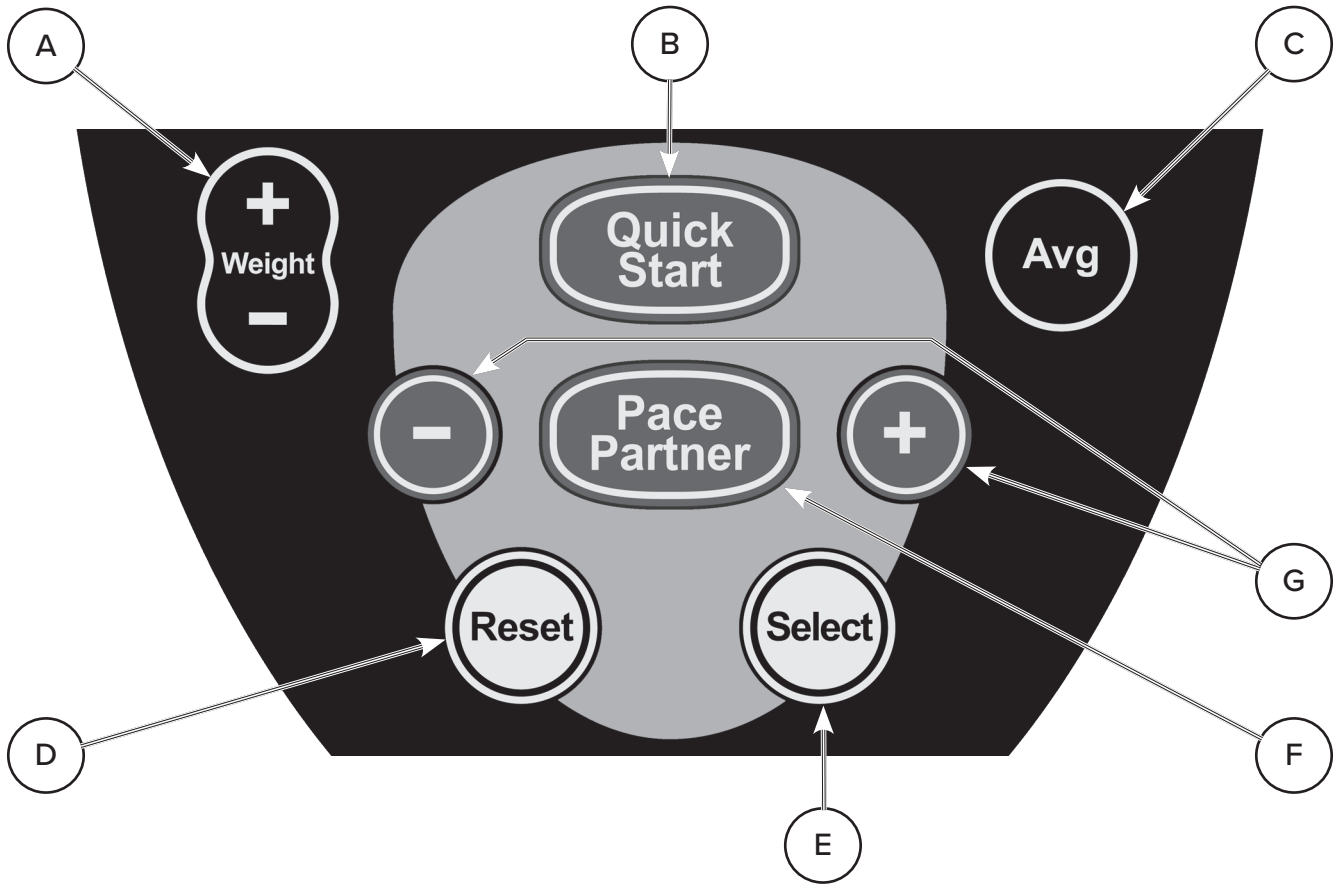 A
B
C
+
Weight
-
Quick
Start
Avg
-
Pace
Partner
+
Reset
Select
G
D
F
E